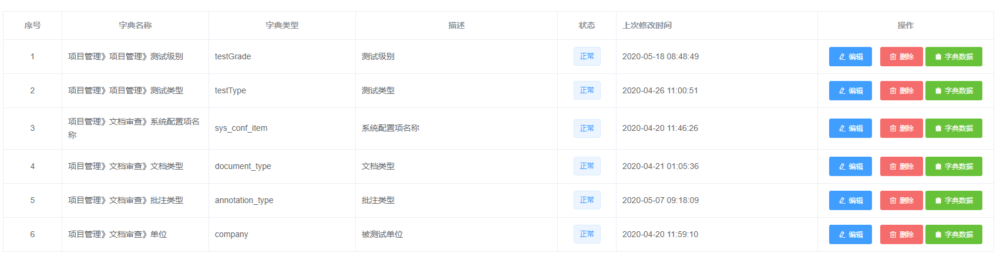 序号 字典名称 字典类型 描述 状态 上次修改时间 操作
1 项目管理》项目管理》测试级别 testGrade 测试级别 正常 2020-05-18 08:48:49 编辑 删除 字典数据
2 项目管理》项目管理》测试类型 testType 测试类型 正常 2020-04-26 11:00:51 编辑 删除 字典数据
3 项目管理》文档审查》系统配置项名 sys_conf_item 系统配置项名称 正常 2020-04-20 11:46:26 编辑 删除 字典数据
称
4 项目管理》文档审查》文档类型 document_type 文档类型 正常 2020-04-21 01:05:36 编辑 删除 字典数据
5 项目管理》文档审查》批注类型 annotation_type 批注类型 正常 2020-05-07 09:18:09 编辑 删除 字典数据
6 项目管理》文档审查》单位 company 被测试单位 正常 2020-04-20 11:59:10 编辑 删除 字典数据